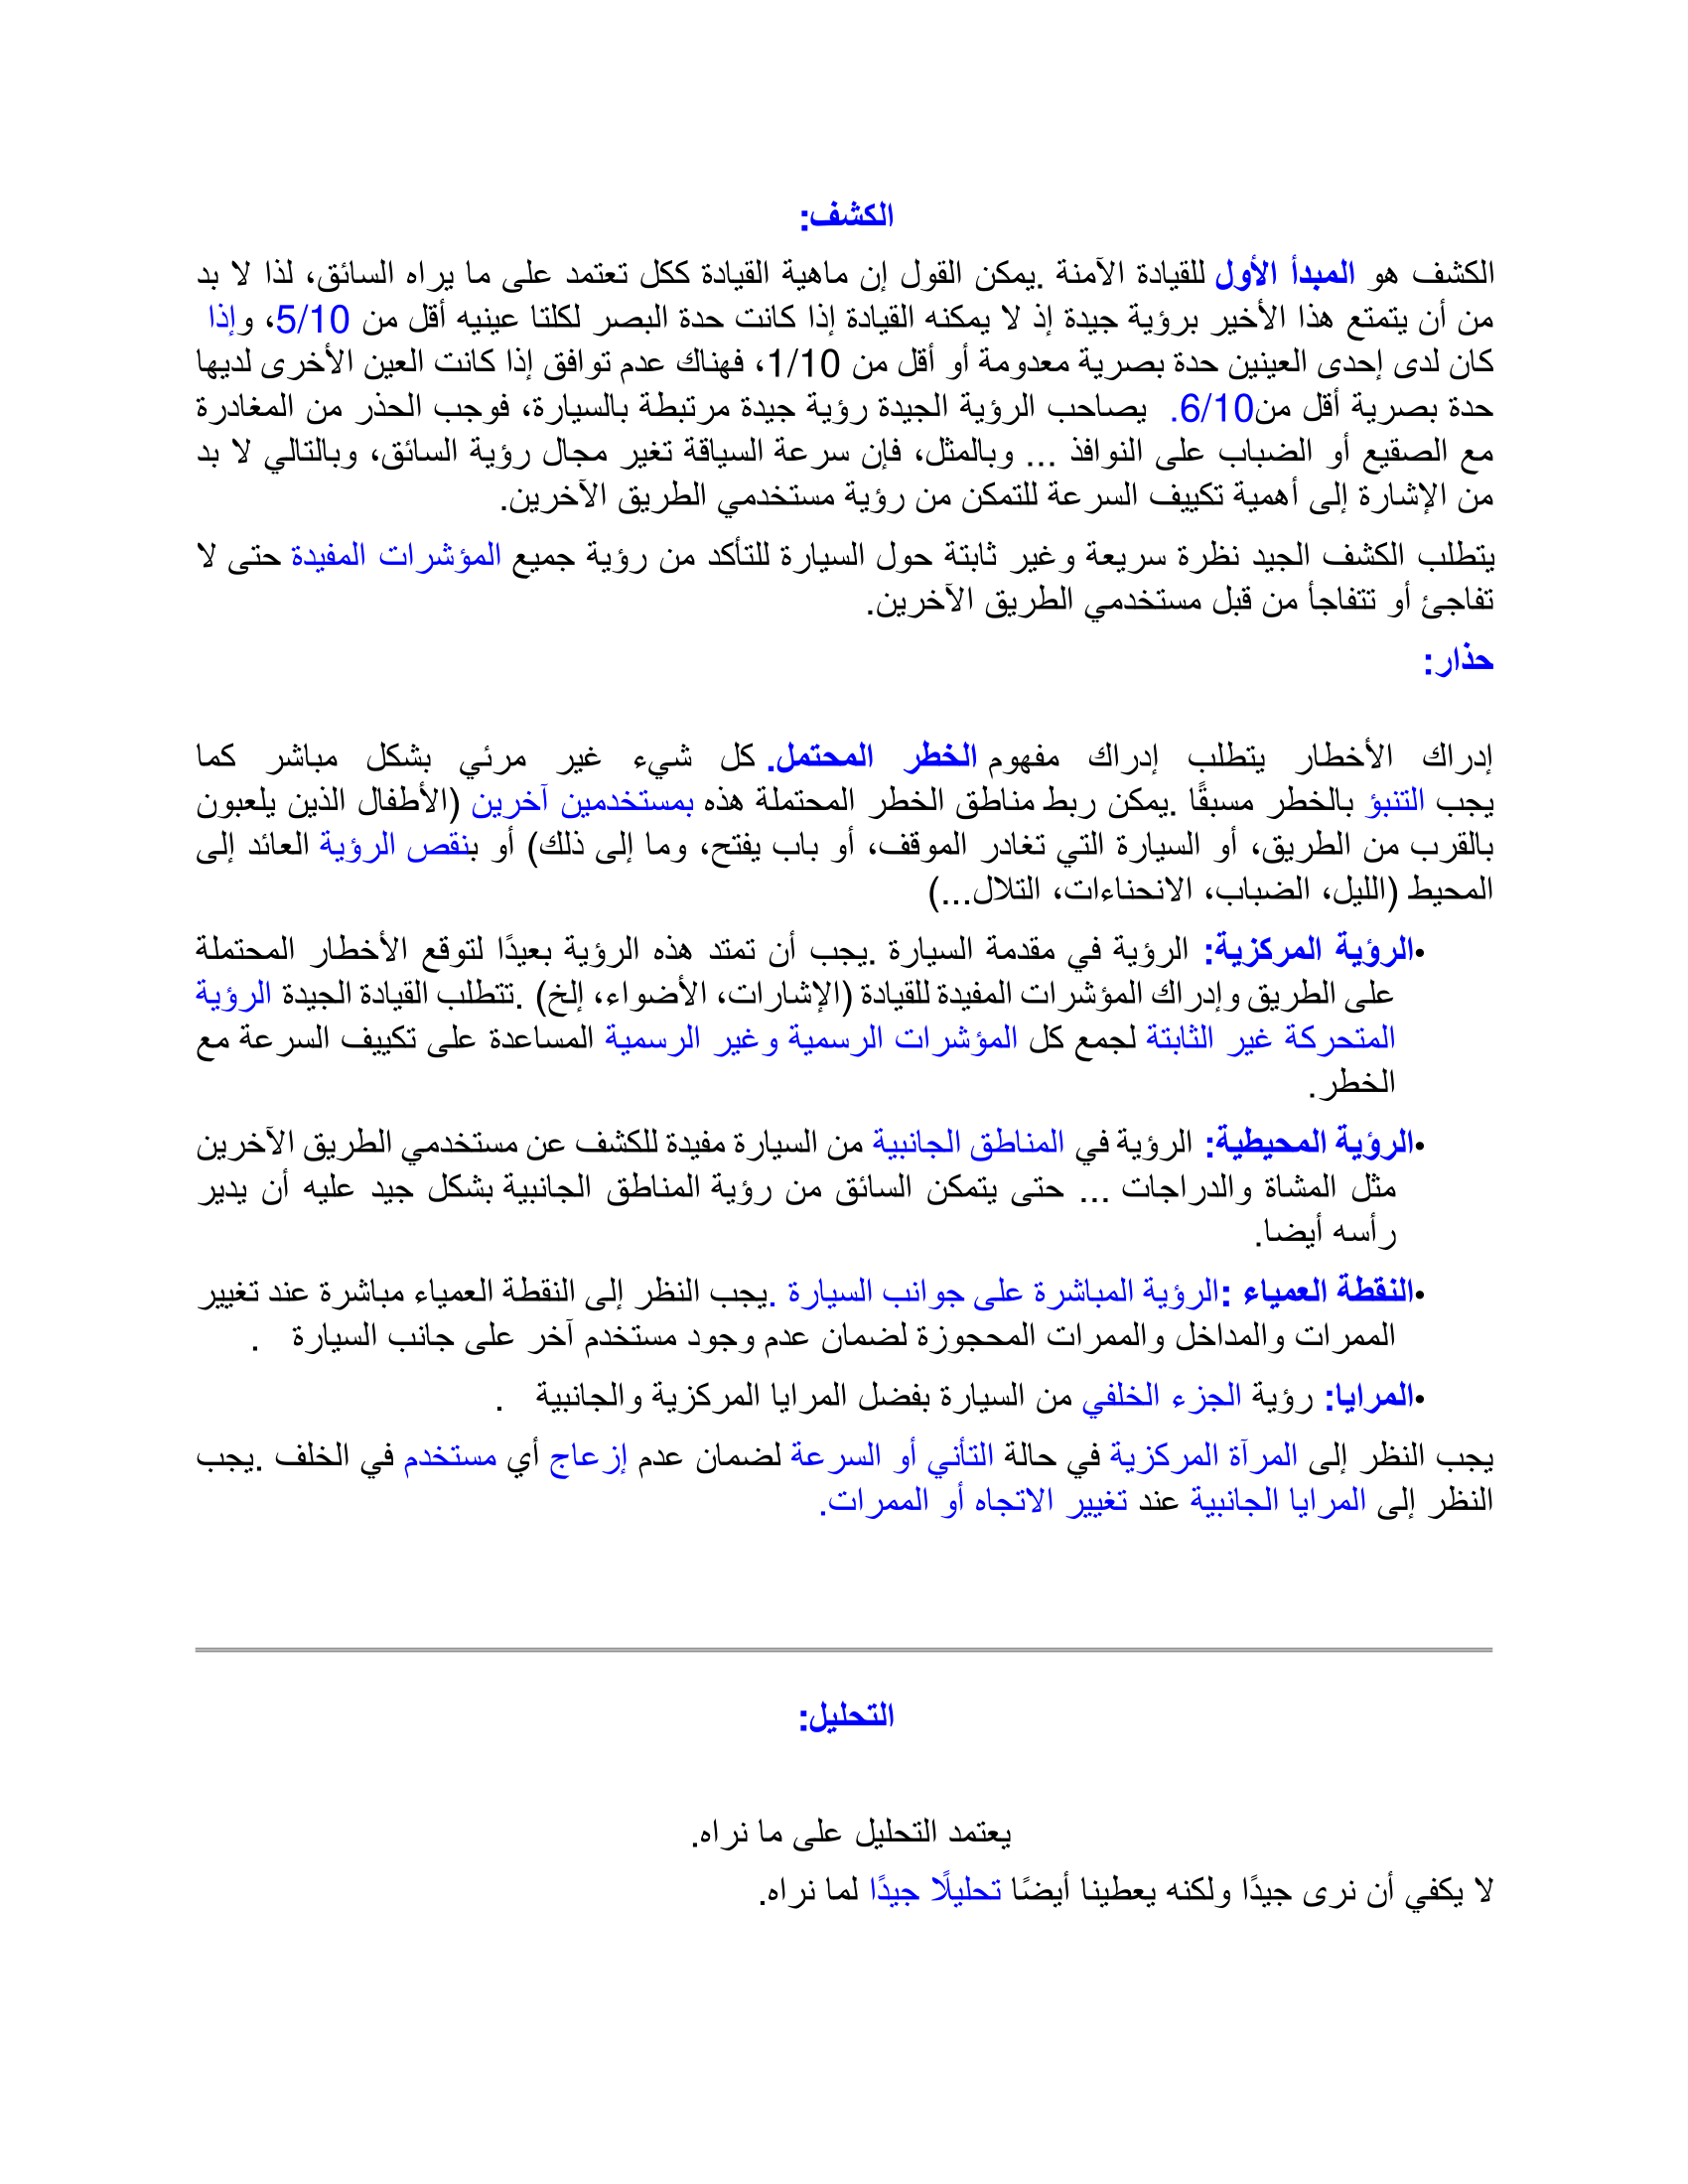 الكشف:
الكشف هو المبدأ الأول للقيادة الآمنة .يمكن القول إن ماهية القيادة ككل تعتمد على ما يراه السائق، لذا لا بد
من أن يتمتع هذا الأخير برؤية جيدة إذ لا يمكنه القيادة إذا كانت حدة البصر لكلتا عينيه أقل من 5/10، وإذا
كان لدى إحدى العينين حدة بصرية معدومة أو أقل من 1/10، فهناك عدم توافق إذا كانت العين الأخرى لديها
حدة بصرية أقل من6/10. يصاحب الرؤية الجيدة رؤية جيدة مرتبطة بالسيارة، فوجب الحذر من المغادرة
مع الصقيع أو الضباب على النوافذ ... وبالمثل، فإن سرعة السياقة تغير مجال رؤية السائق، وبالتالي لا بد
من الإشارة إلى أهمية تكييف السرعة للتمكن من رؤية مستخدمي الطريق الآخرين.
يتطلب الكشف الجيد نظرة سريعة وغير ثابتة حول السيارة للتأكد من رؤية جميع المؤشرات المفيدة حتى لا
تفاجئ أو تتفاجأ من قبل مستخدمي الطريق الآخرين.
حذار:
إدراك الأخطار يتطلب إدراك مفهوم الخطر المحتمل. كل شيء غير مرئي بشكل مباشر كما
يجب التنبؤ بالخطر مسبقًا .يمكن ربط مناطق الخطر المحتملة هذه بمستخدمين آخرين (الأطفال الذين يلعبون
بالقرب من الطريق، أو السيارة التي تغادر الموقف، أو باب يفتح، وما إلى ذلك) أو بنقص الرؤية العائد إلى
المحيط (الليل، الضباب، الانحناءات، التلال...)
•الرؤية المركزية: الرؤية في مقدمة السيارة .يجب أن تمتد هذه الرؤية بعيدًا لتوقع الأخطار المحتملة
على الطريق وإدراك المؤشرات المفيدة للقيادة (الإشارات، الأضواء، إلخ) .تتطلب القيادة الجيدة الرؤية
المتحركة غير الثابتة لجمع كل المؤشرات الرسمية وغير الرسمية المساعدة على تكييف السرعة مع
الخطر.
•الرؤية المحيطية: الرؤية في المناطق الجانبية من السيارة مفيدة للكشف عن مستخدمي الطريق الآخرين
مثل المشاة والدراجات ... حتى يتمكن السائق من رؤية المناطق الجانبية بشكل جيد عليه أن يدير
رأسه أيضا.
•النقطة العمياء :الرؤية المباشرة على جوانب السيارة .يجب النظر إلى النقطة العمياء مباشرة عند تغيير
الممرات والمداخل والممرات المحجوزة لضمان عدم وجود مستخدم آخر على جانب السيارة .
•المرايا: رؤية الجزء الخلفي من السيارة بفضل المرايا المركزية والجانبية .
يجب النظر إلى المرآة المركزية في حالة التأني أو السرعة لضمان عدم إزعاج أي مستخدم في الخلف .يجب
النظر إلى المرايا الجانبية عند تغيير الاتجاه أو الممرات.
التحليل:
يعتمد التحليل على ما نراه.
لا يكفي أن نرى جيدًا ولكنه يعطينا أيضًا تحليلًا جيدًا لما نراه.